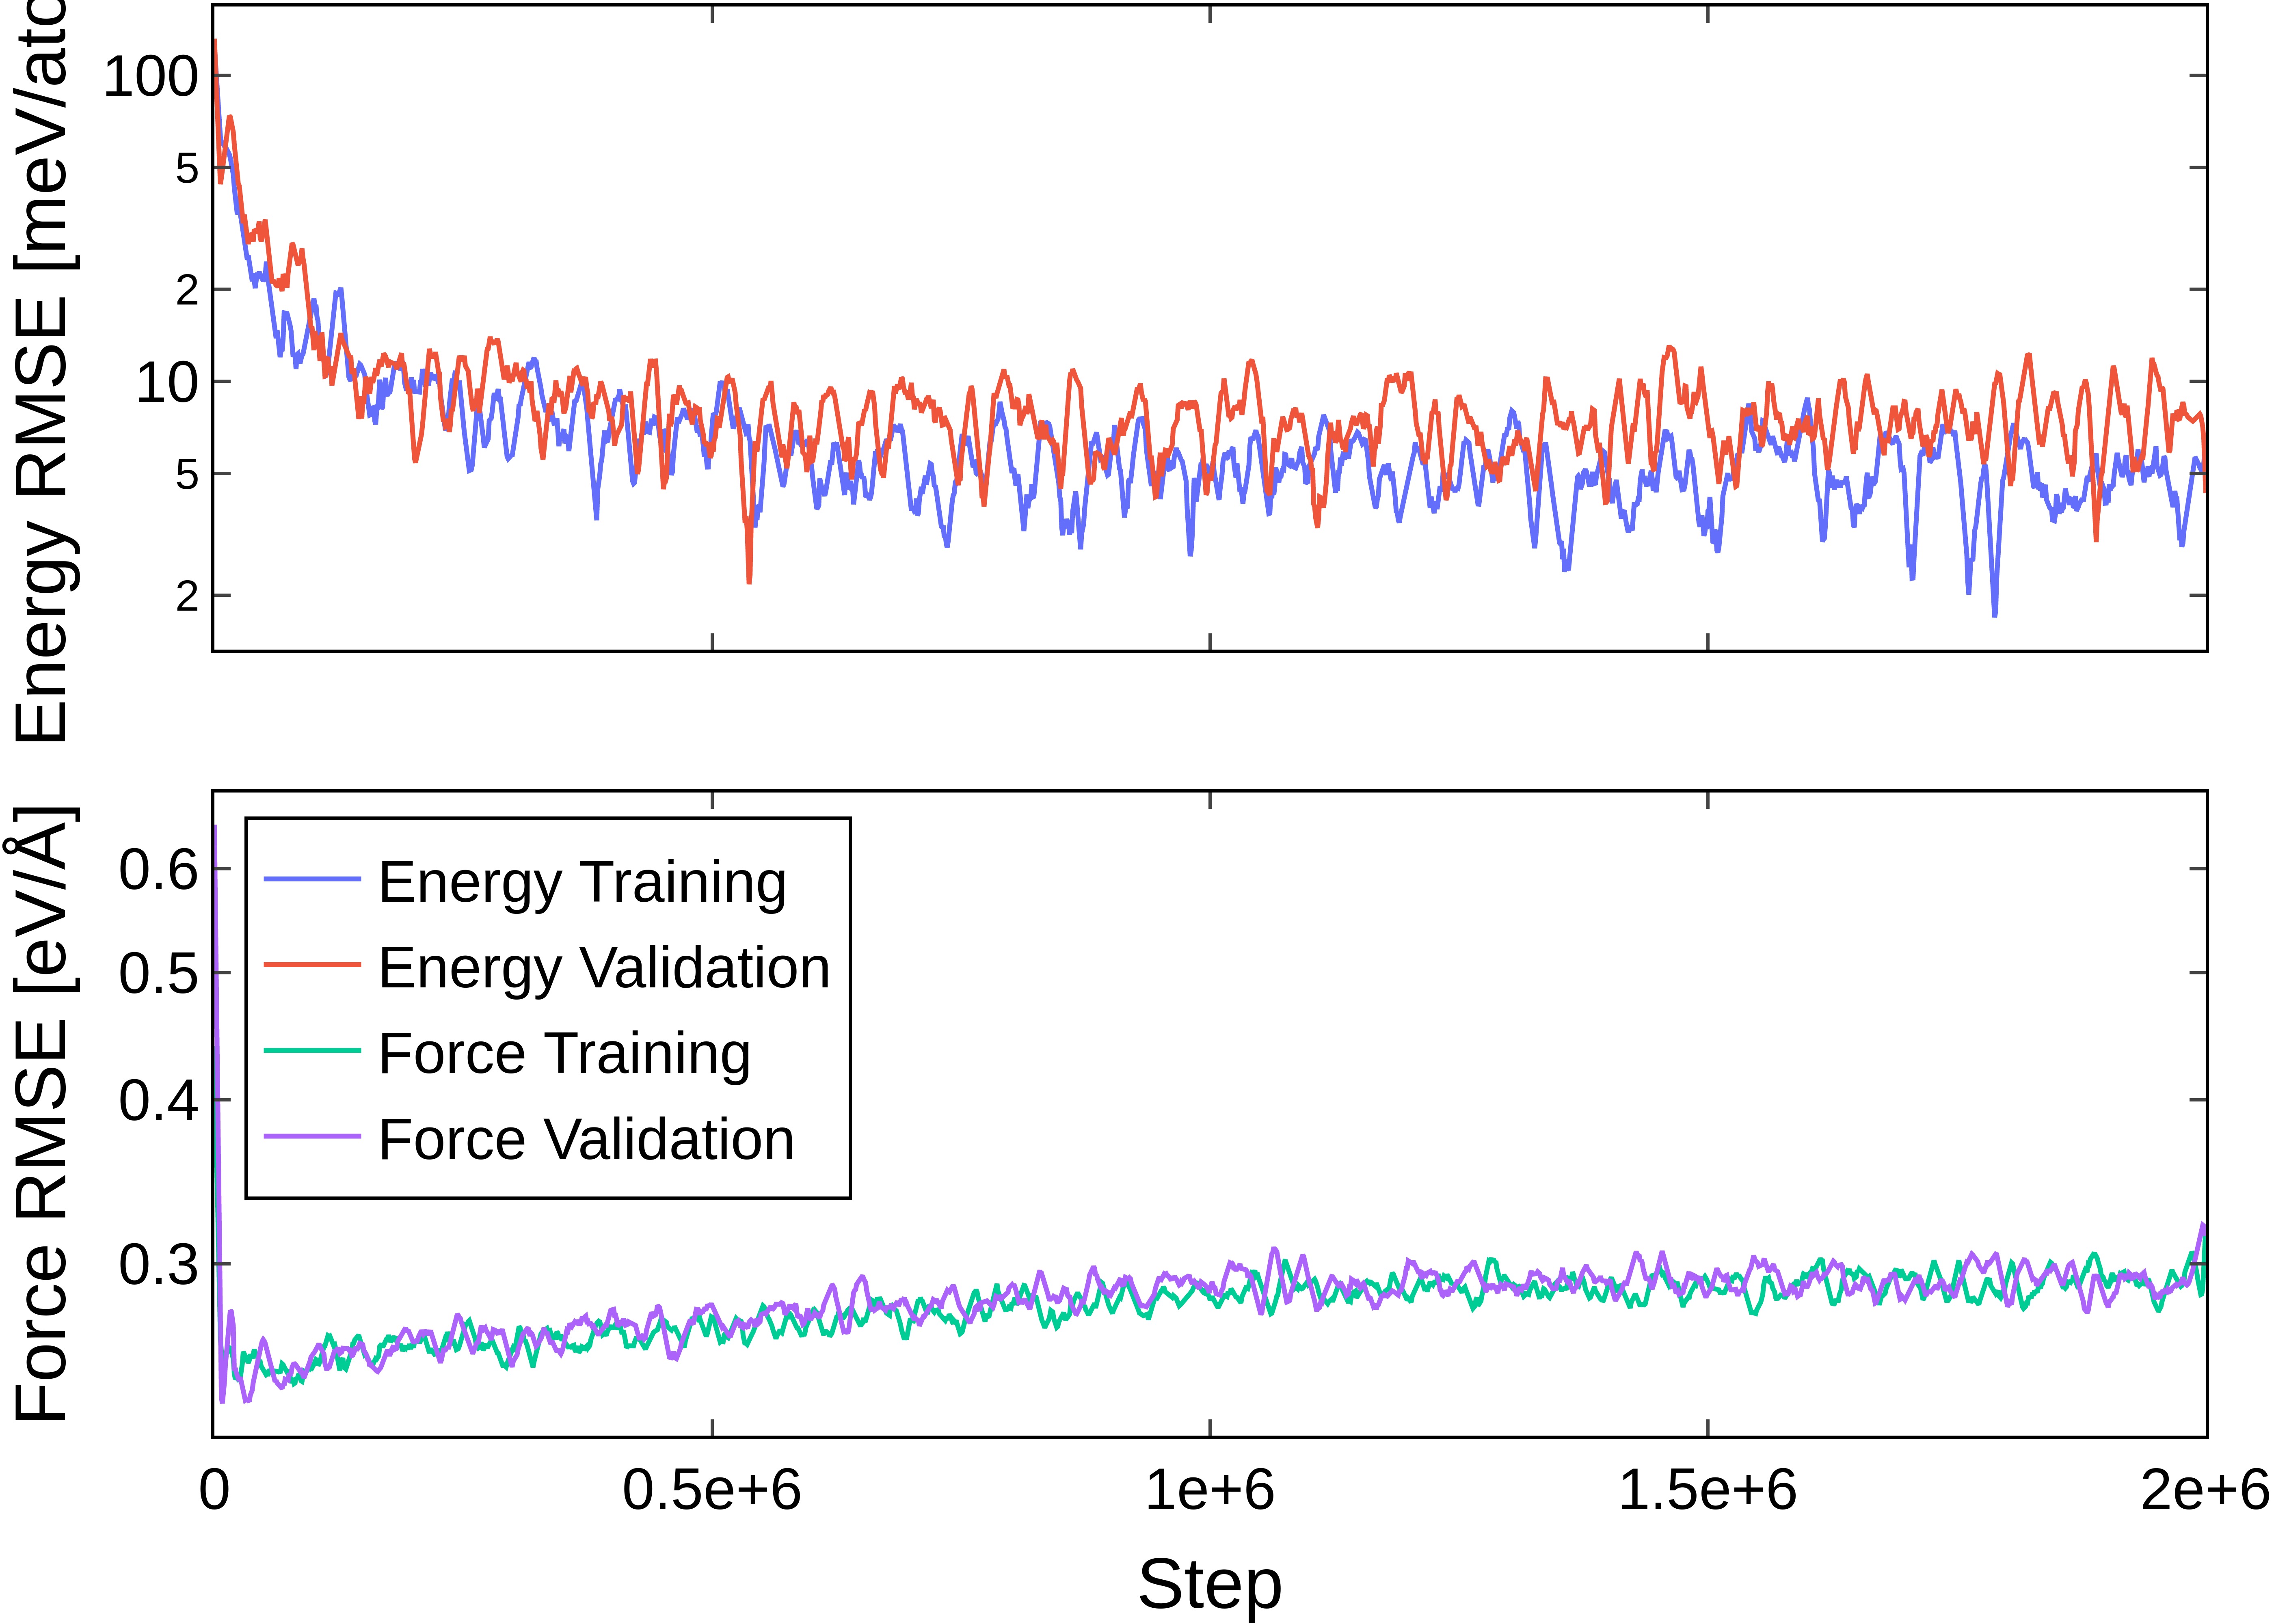 Energy RMSE [meV/ato
100
5
2
10
5
2
Force RMSE [eV/Å]
0.6
0.5
0.4
0.3
Energy Training
Energy Validation
Force Training
Force Validation
0 0.5e+6 1e+6 1.5e+6 2e+6
Step